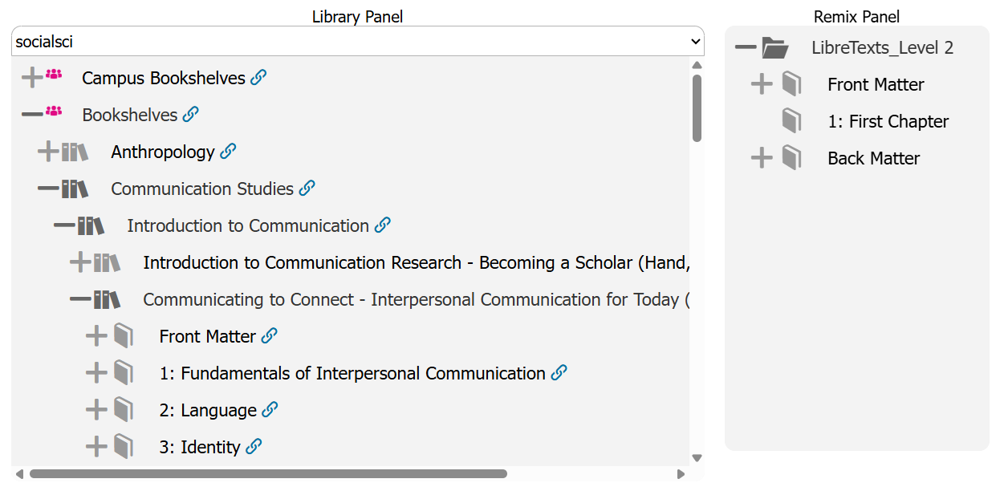 Library Panel
socialsci
Campus Bookshelves
Bookshelves
Anthropology
Communication Studies
Introduction to Communication
Introduction to Communication Research - Becoming a Scholar (Hand,
Communicating to Connect - Interpersonal Communication for Today (
Front Matter
1: Fundamentals of Interpersonal Communication
2: Language
3: Identity
Remix Panel
LibreTexts_Level 2
Front Matter
1: First Chapter
Back Matter